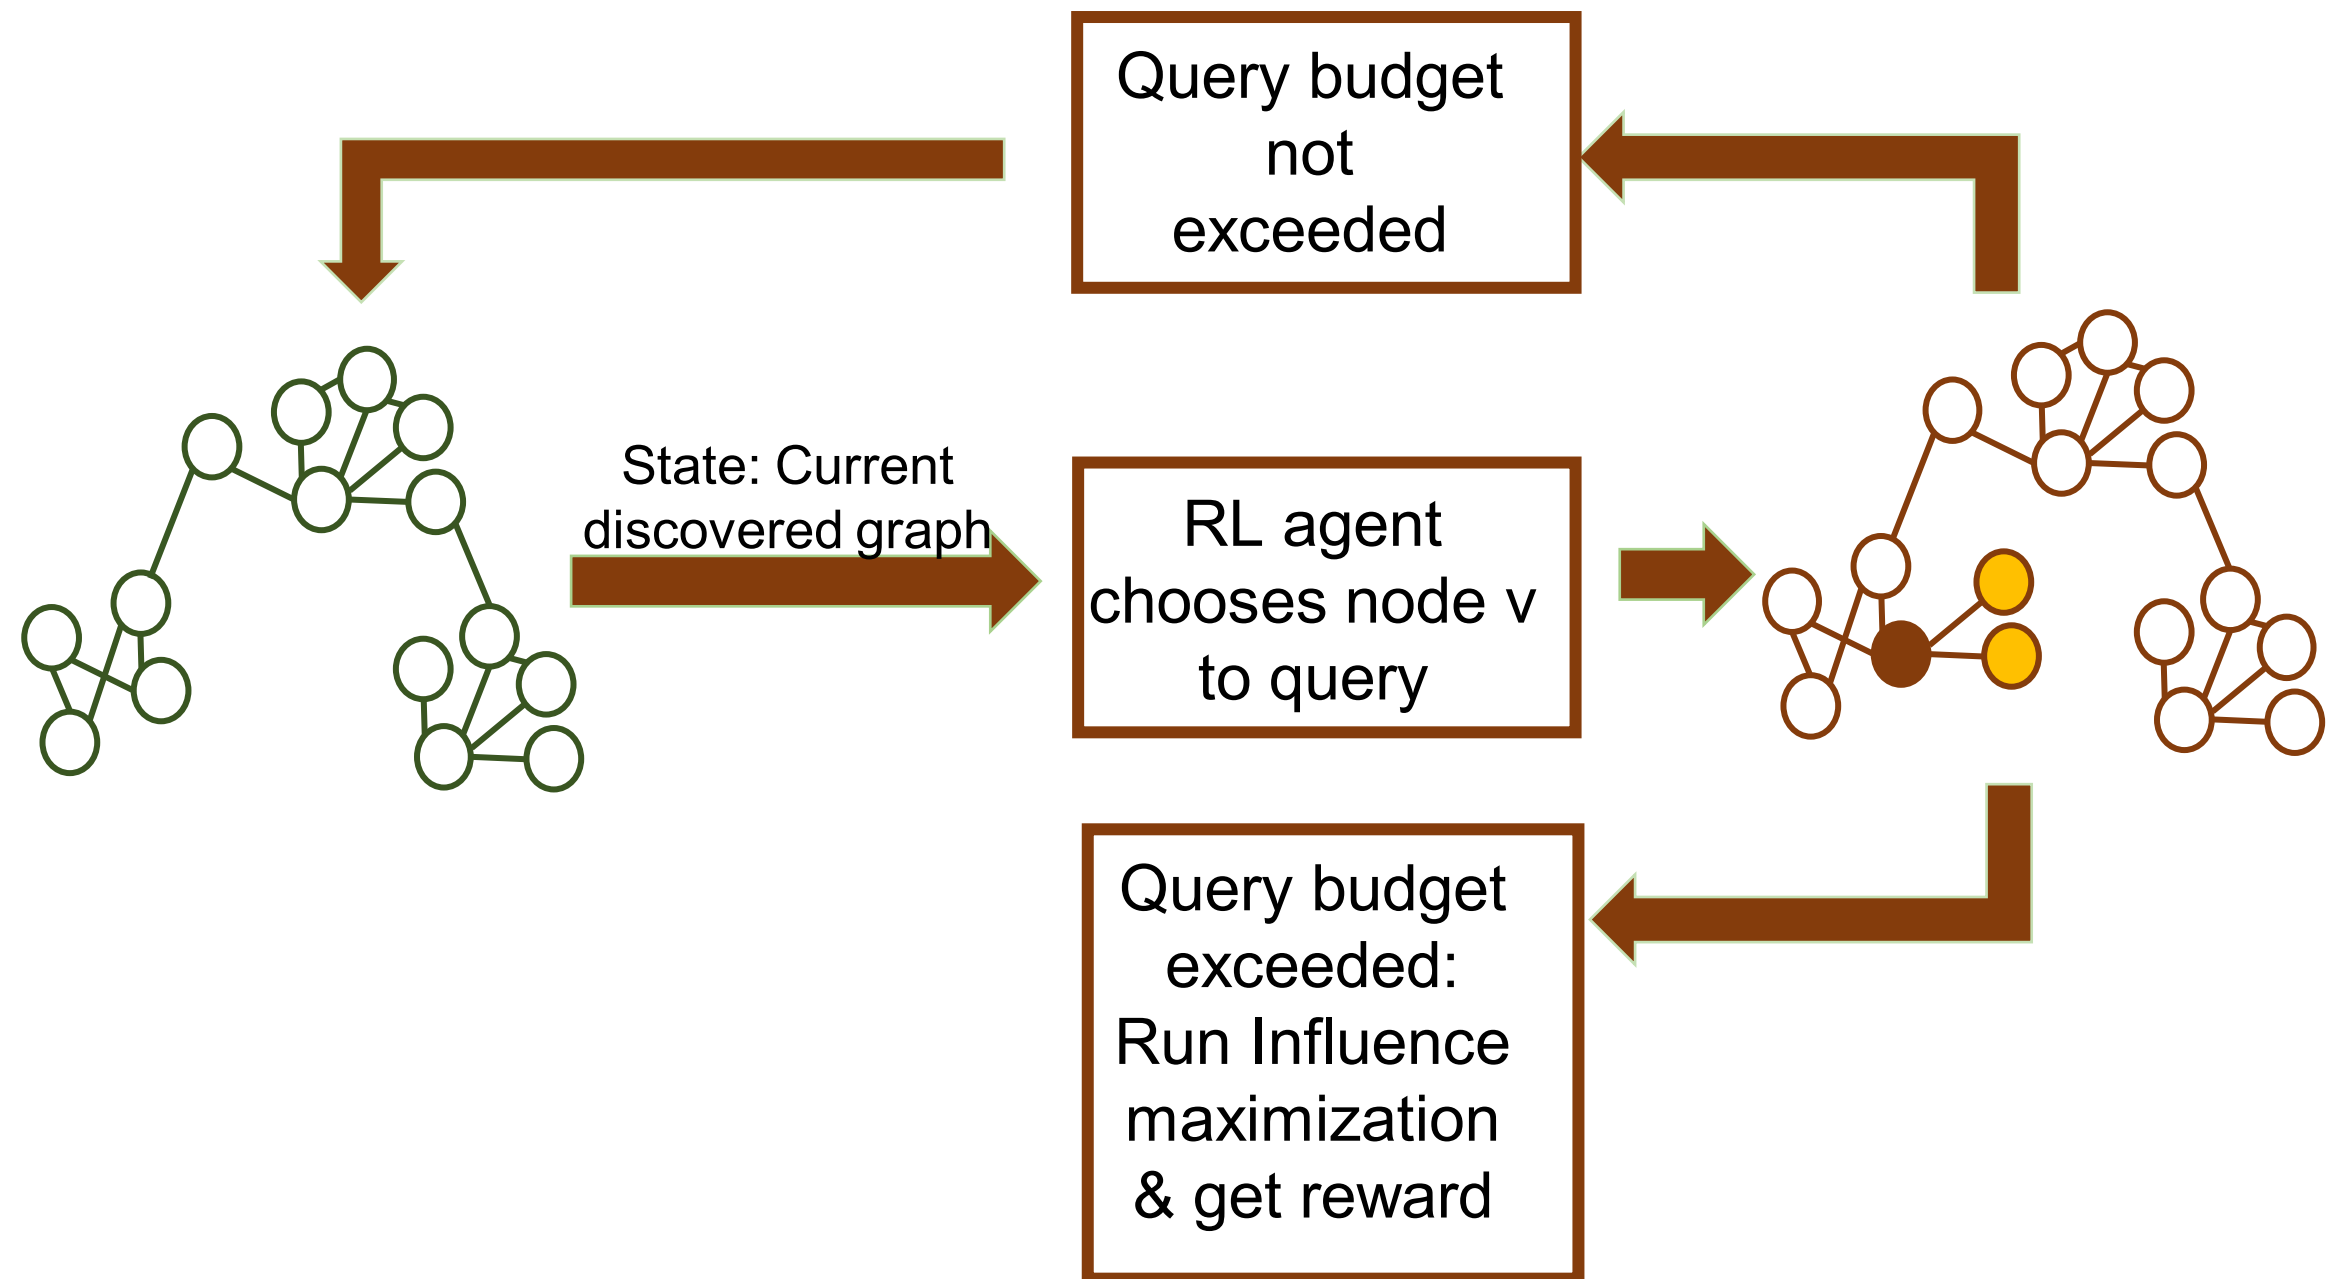 Query budget
not
exceeded
State: Current
discovered graph
RL agent
chooses node v
to query
Query budget
exceeded:
Run Influence
maximization
& get reward